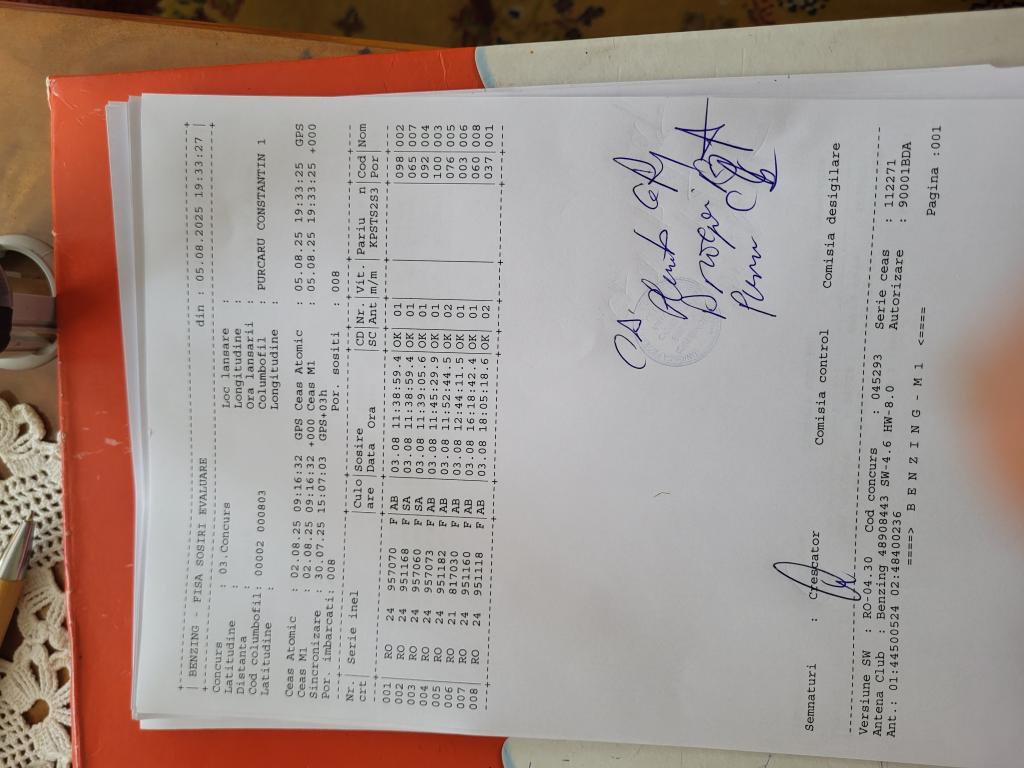 | BENZING - FISA SOSIRI EVALUARE din : 05.08.2025 19:33:27 |
Concurs : 03.Concurs Loc lansare :
Latitudine : Longitudine :
Distanta : Ora lansarii :
Cod columbofil: 00002 000803 Columbofil : PURCARU CONSTANTIN 1
Latitudine : Longitudine :
Ceas Atomic : 02.08.25 09:16:32 GPS Ceas Atomic : 05.08.25 19:33:25 GPS
Ceas M1 : 02.08.25 09:16:32 +000 Ceas M1 : 05.08.25 19:33:25 +000
Sincronizare : 30.07.25 15:07:03 GPS+03h
Por. imbarcati: 008 Por. sositi : 008
Nr. | Serie inel |Culo|Sosire |CD|Nr.|Vit.|Pariu n|Cod|Nom
crt |are |Data Ora |SC|Ant|m/m |KPSTS2S3|Por|
001 | RO 24 957070 F|AB |03.08 11:38:59.4|OK| 01| | |098|002
002 | RO 24 951168 F|SA |03.08 11:38:59.4|OK| 01| | |065|007
003 | RO 24 957060 F|SA |03.08 11:39:05.6|OK| 01| | |092|004
004 | RO 24 957073 F|AB |03.08 11:45:29.9|OK| 01| | |100|003
005 | RO 24 951182 F|AB |03.08 11:52:44.5|OK| 02| | |076|005
006 | RO 21 817030 F|AB |03.08 12:44:11.5|OK| 01| | |003|006
007 | RO 24 951160 F|AB |03.08 16:18:42.4|OK| 01| | |060|008
008 | RO 24 951118 F|AB |03.08 18:05:18.6|OK| 02| | |037|001
Semnaturi : Crescator Comisia control Comisia desigilare
Versiune SW : RO-04.30 Cod concurs : 045293 Serie ceas : 112271
Antena Club : Benzing 48908443 SW-4.6 HW-8.0 Autorizare : 90001BDA
Ant.: 01:44500524 02:48400236
====> B E N Z I N G - M 1 <====
Pagina :001